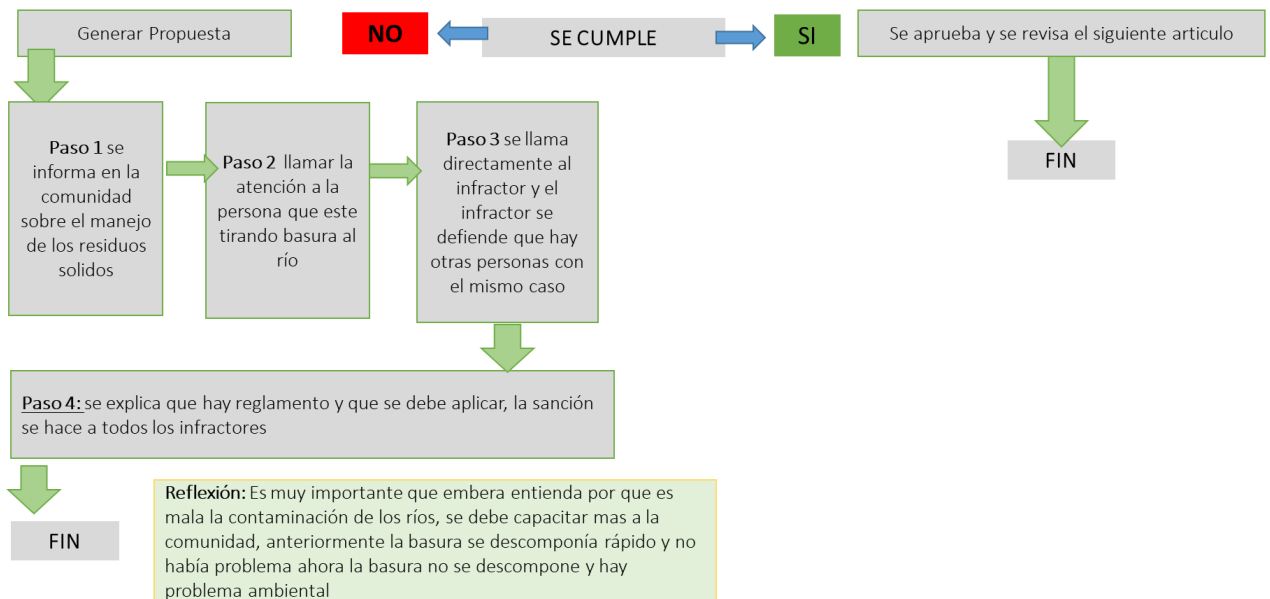 Generar Propuesta
NO
SE CUMPLE
SI
Se aprueba y se revisa el siguiente articulo
Paso 1 se
informa en la
comunidad
sobre el manejo
de los residuos
solidos
Paso 2 llamar la
atención a la
persona que este
tirando basura al
río
Paso 3 se llama
directamente al
infractor y el
infractor se
defiende que hay
otras personas con
el mismo caso
FIN
Paso 4: se explica que hay reglamento y que se debe aplicar, la sanción
se hace a todos los infractores
FIN
Reflexión: Es muy importante que embera entienda por que es
mala la contaminación de los ríos, se debe capacitar mas a la
comunidad, anteriormente la basura se descomponía rápido y no
había problema ahora la basura no se descompone y hay
problema ambiental